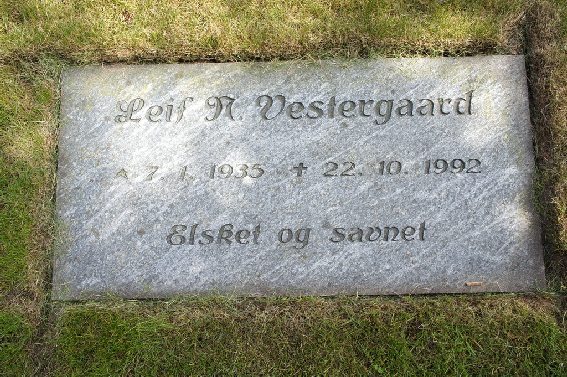 Leif N. Vestergaard
* 7. 1. 1935 ✝ 22. 10. 1992
Elsket og savnet